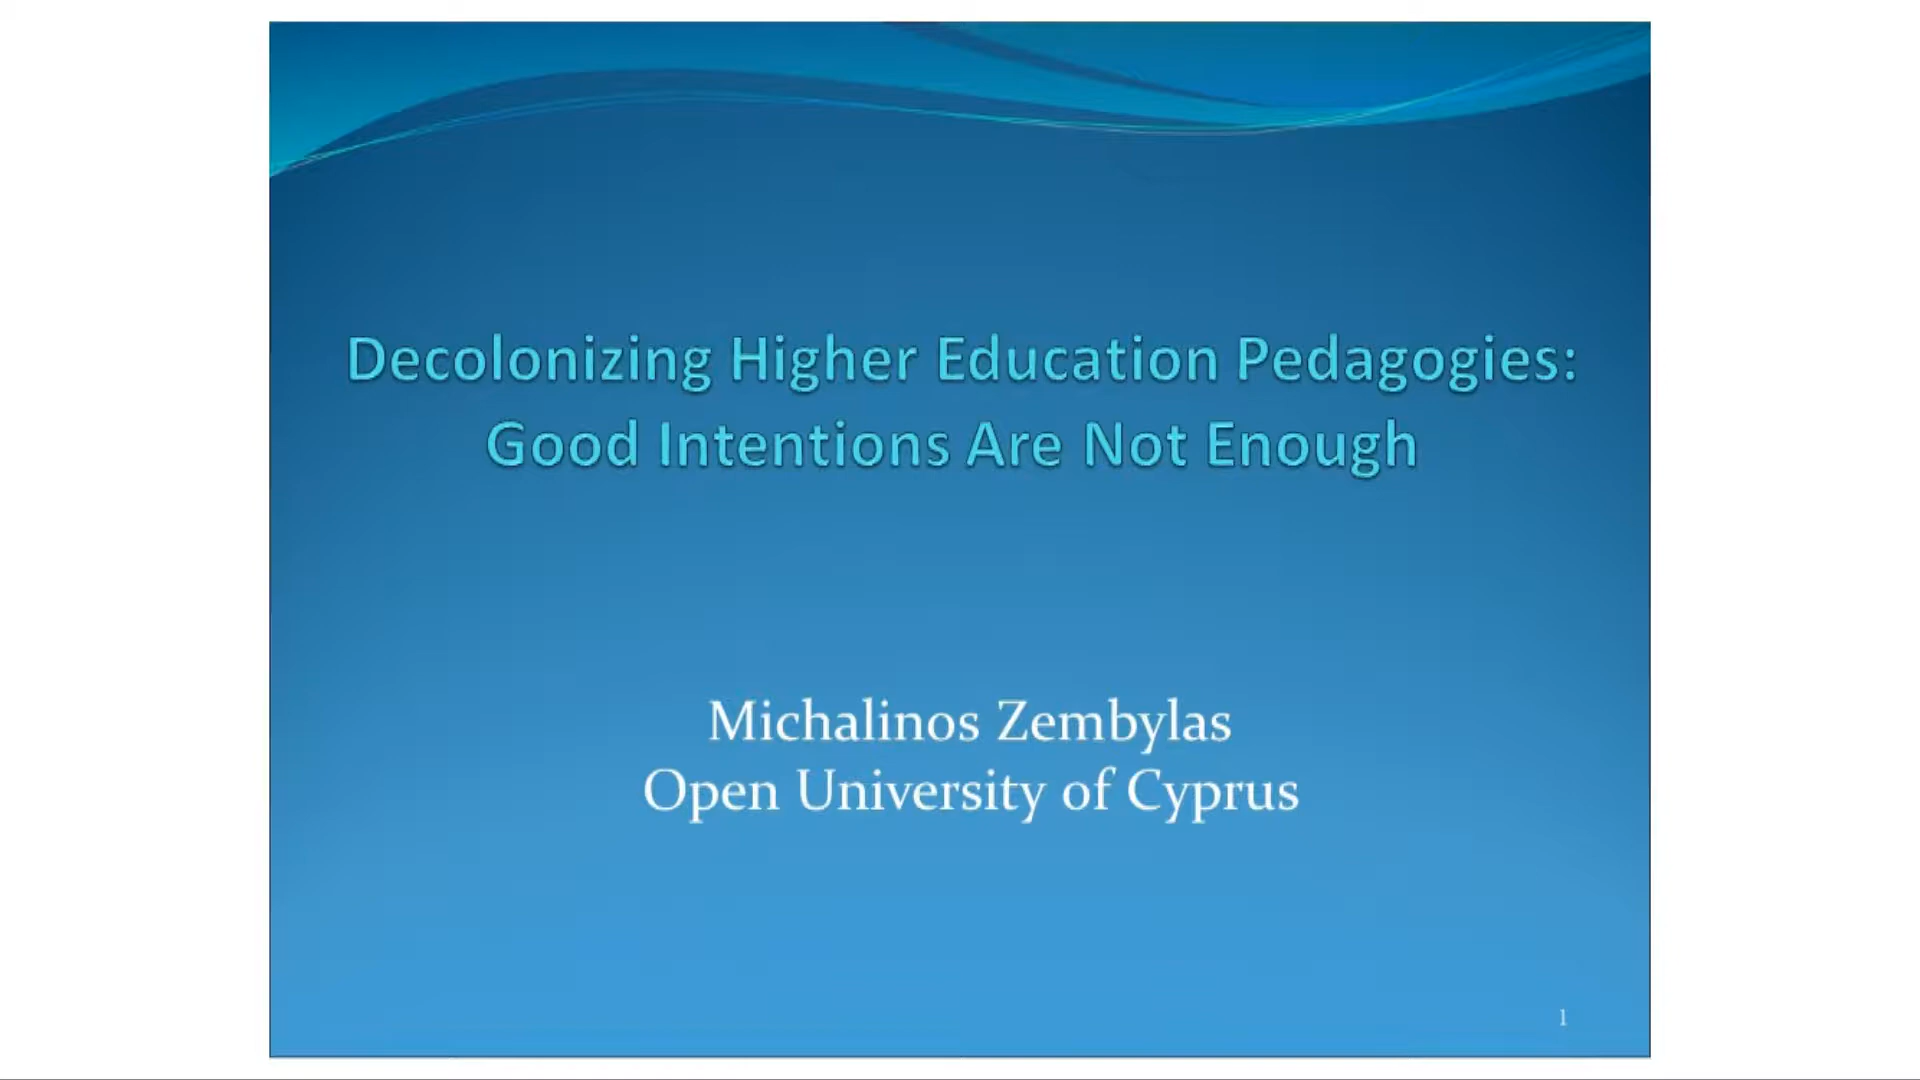 Decolonizing Higher Education Pedagogies:
Good Intentions Are Not Enough
Michalinos Zembylas
Open University of Cyprus
1